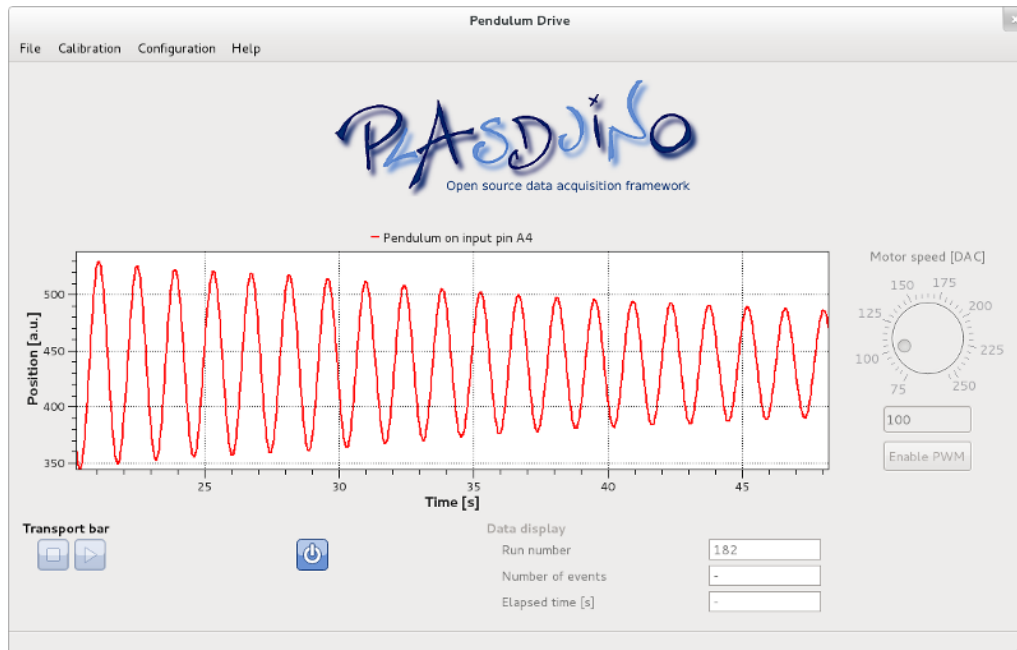 Pendulum Drive
File Calibration Configuration Help
PLASDUINO
Open source data acquisition framework
Pendulum on input pin A4
Position [a.u.]
500
450
400
350
25 30 35 40 45
Time [s]
Motor speed [DAC]
75 100 125 150 175 200 225 250
100
Enable PWM
Transport bar
Data display
Run number 182
Number of events -
Elapsed time [s] -